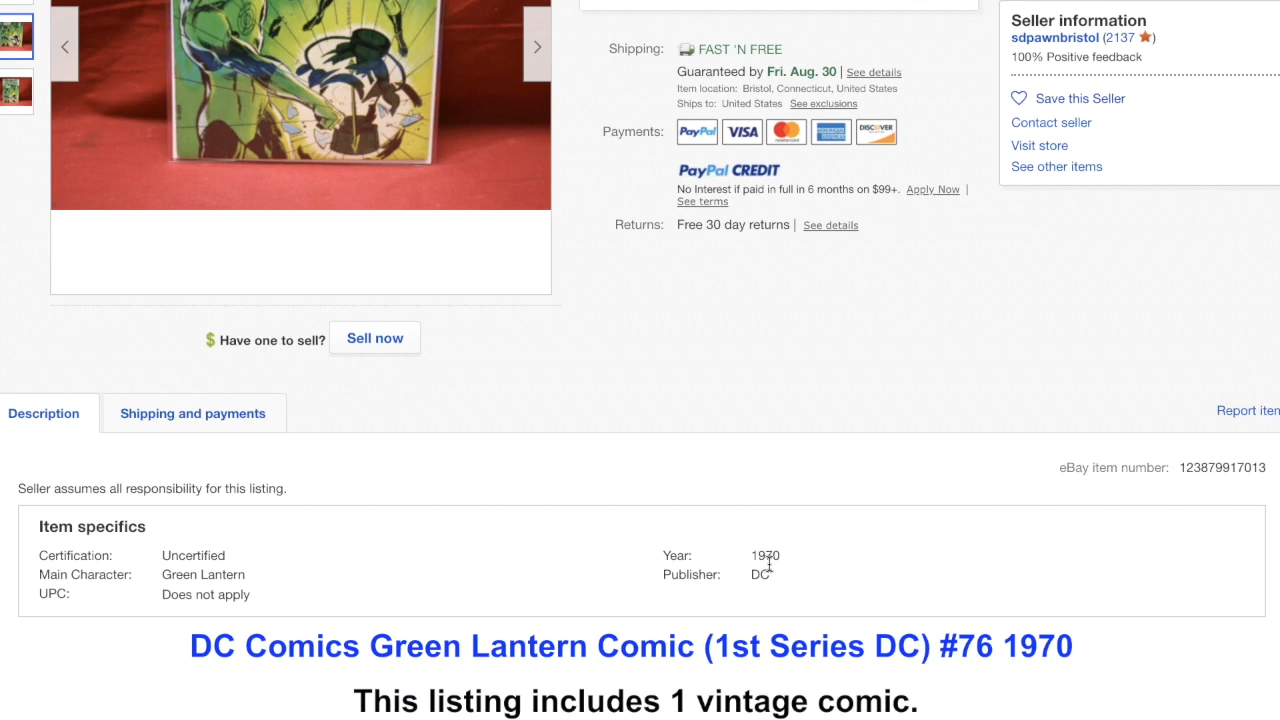 Seller information
sdpawnbristol (2137 ★)
100% Positive feedback
Save this Seller
Contact seller
Visit store
See other items
Shipping: FAST 'N FREE
Guaranteed by Fri. Aug. 30 | See details
Item location: Bristol, Connecticut, United States
Ships to: United States See exclusions
Payments: PayPal VISA mastercard AMERICAN EXPRESS DISCOVER
PayPal CREDIT
No Interest if paid in full in 6 months on $99+. Apply Now |
See terms
Returns: Free 30 day returns | See details
$ Have one to sell? Sell now
Description Shipping and payments Report item
eBay item number: 123879917013
Seller assumes all responsibility for this listing.
Item specifics
Certification: Uncertified Year: 1970
Main Character: Green Lantern Publisher: DC
UPC: Does not apply
DC Comics Green Lantern Comic (1st Series DC) #76 1970
This listing includes 1 vintage comic.